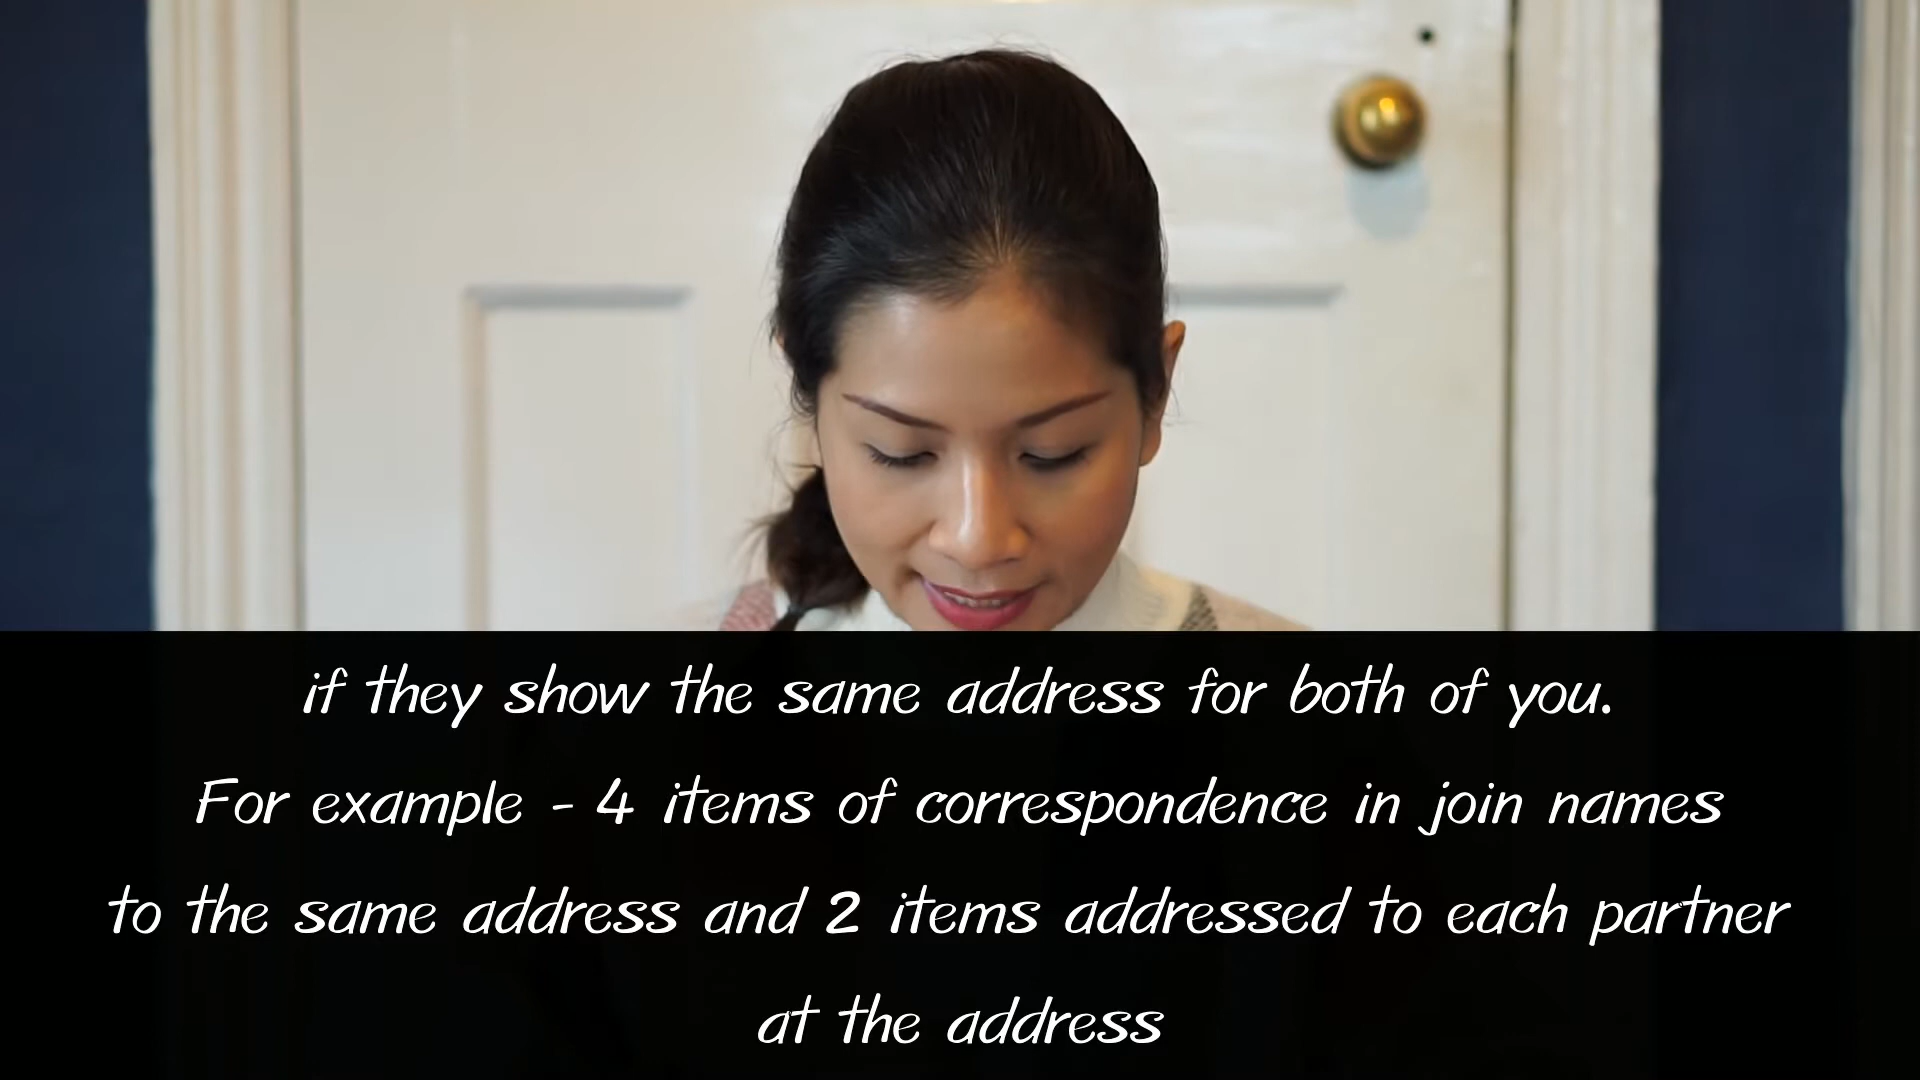 if they show the same address for both of you.
For example - 4 items of correspondence in join names
to the same address and 2 items addressed to each partner
at the address